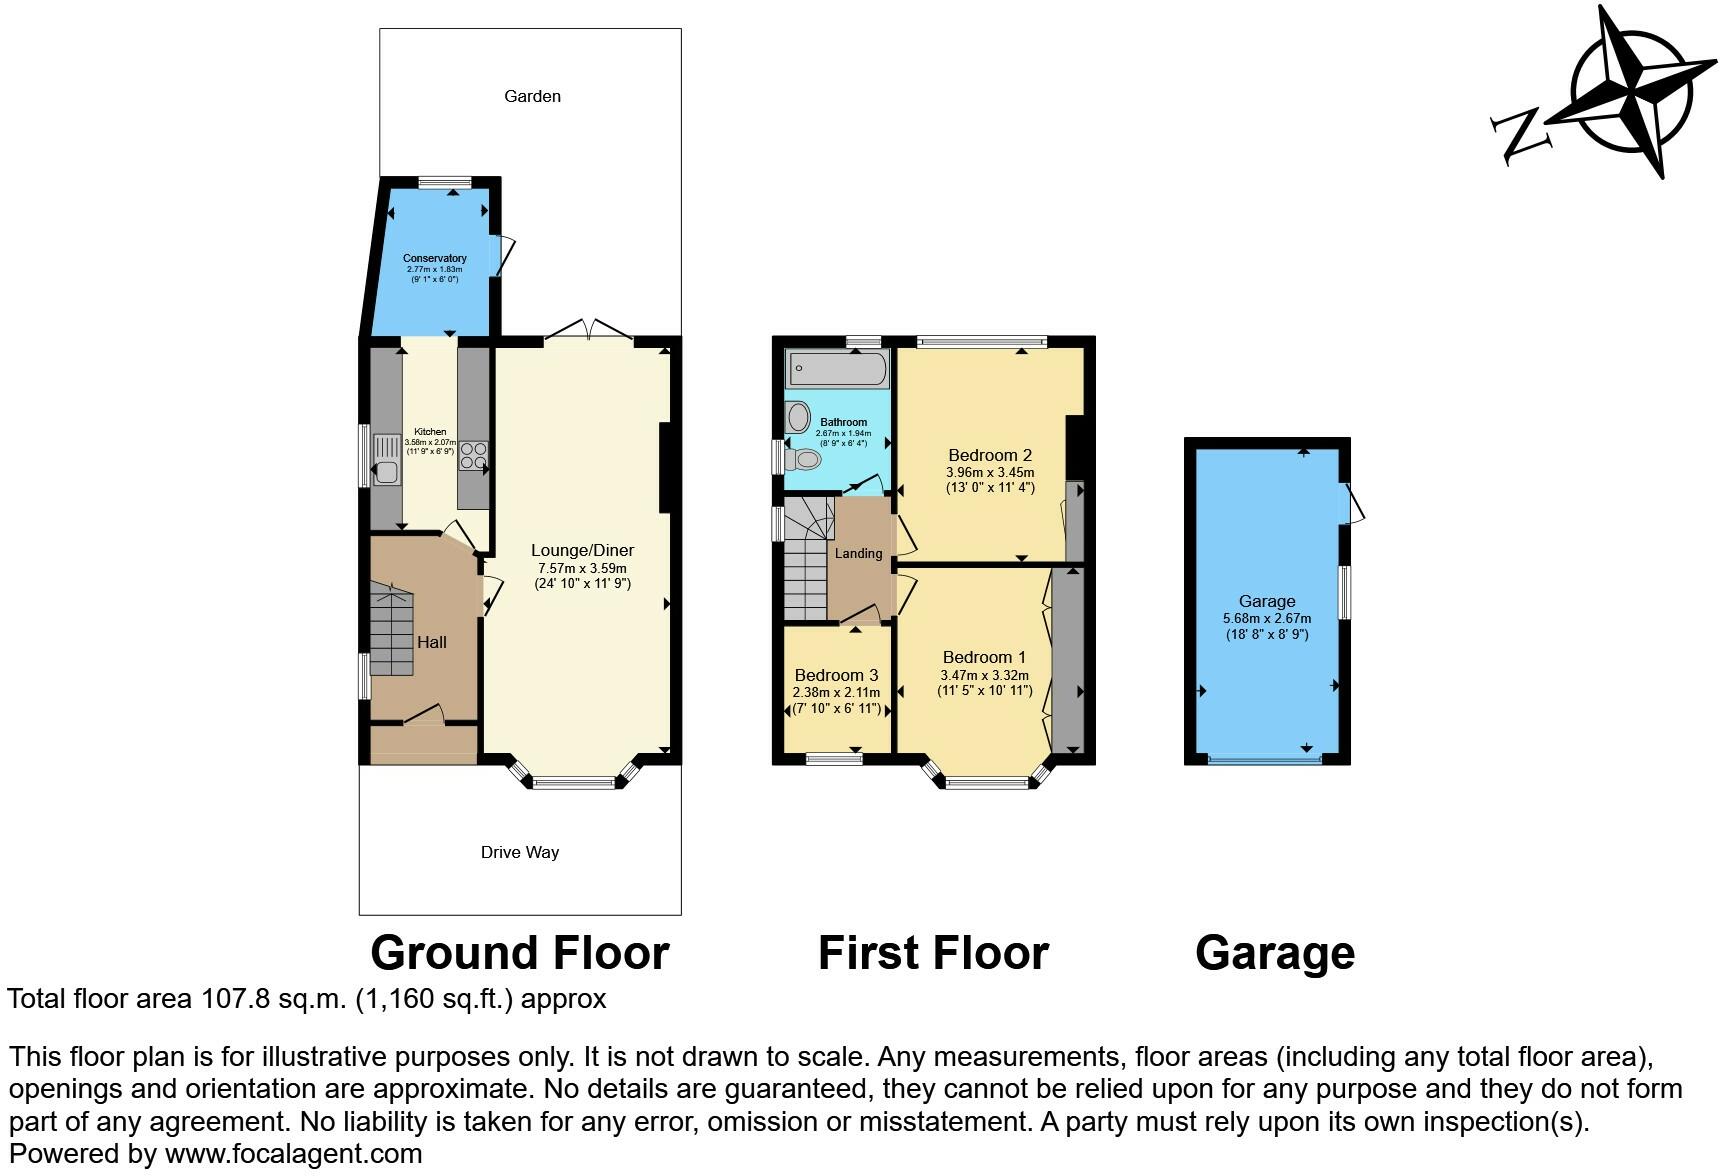 N
Garden
Conservatory
2.77m x 1.83m
(9' 1" x 6' 0")
Kitchen
3.58m x 2.07m
(11' 9" x 6' 9")
Lounge/Diner
7.57m x 3.59m
(24' 10" x 11' 9")
Hall
Drive Way
Bathroom
2.67m x 1.94m
(8' 9" x 6' 4")
Bedroom 2
3.96m x 3.45m
(13' 0" x 11' 4")
Landing
Bedroom 3
2.38m x 2.11m
(7' 10" x 6' 11")
Bedroom 1
3.47m x 3.32m
(11' 5" x 10' 11")
Garage
5.68m x 2.67m
(18' 8" x 8' 9")
Ground Floor
First Floor
Garage
Total floor area 107.8 sq.m. (1,160 sq.ft.) approx
This floor plan is for illustrative purposes only. It is not drawn to scale. Any measurements, floor areas (including any total floor area),
openings and orientation are approximate. No details are guaranteed, they cannot be relied upon for any purpose and they do not form
part of any agreement. No liability is taken for any error, omission or misstatement. A party must rely upon its own inspection(s).
Powered by www.focalagent.com